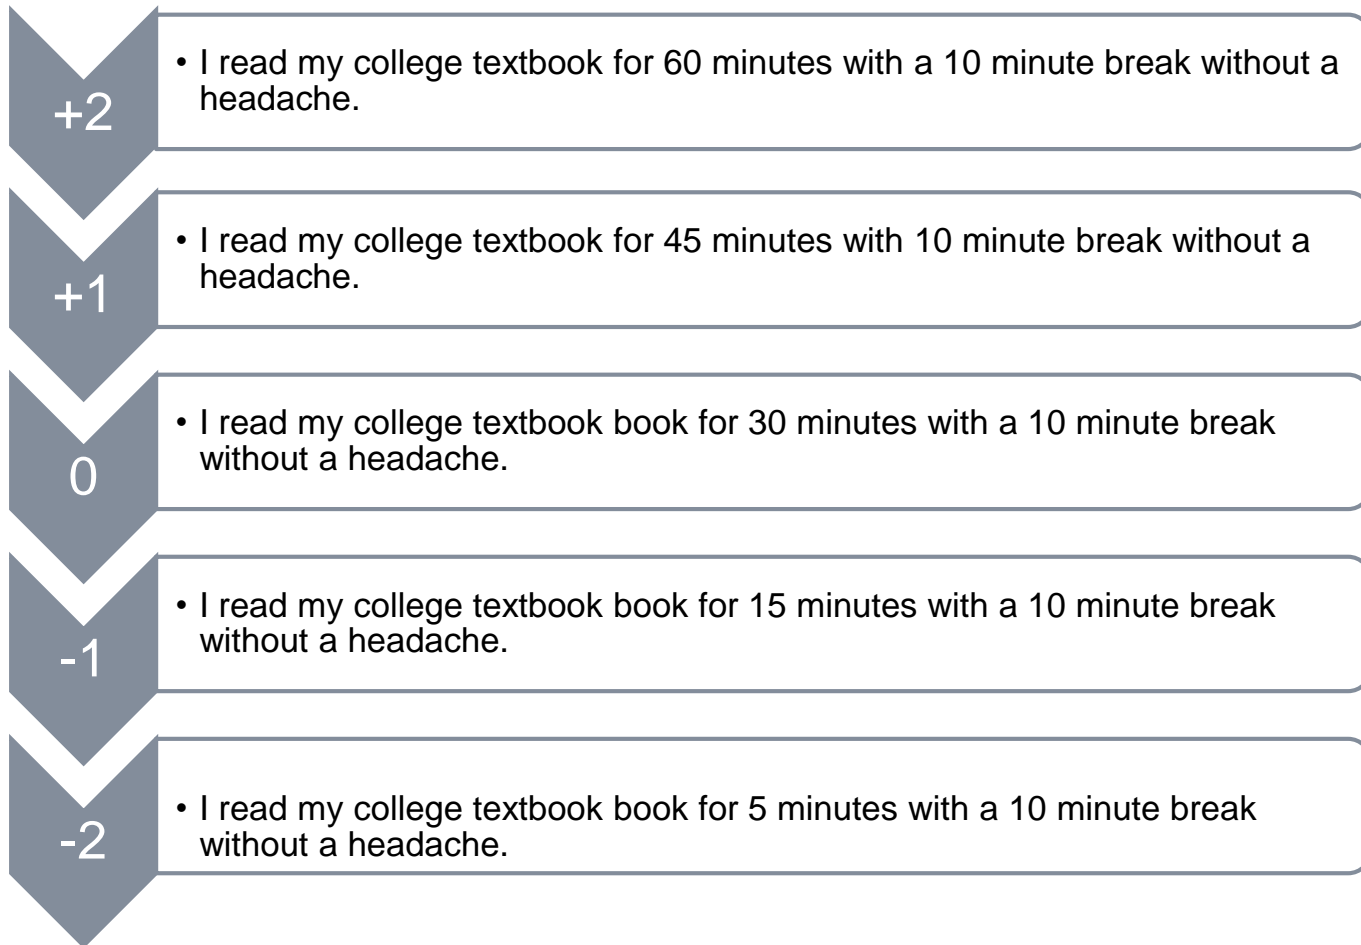 +2
• I read my college textbook for 60 minutes with a 10 minute break without a
headache.
+1
• I read my college textbook for 45 minutes with 10 minute break without a
headache.
0
• I read my college textbook book for 30 minutes with a 10 minute break
without a headache.
-1
• I read my college textbook book for 15 minutes with a 10 minute break
without a headache.
-2
• I read my college textbook book for 5 minutes with a 10 minute break
without a headache.